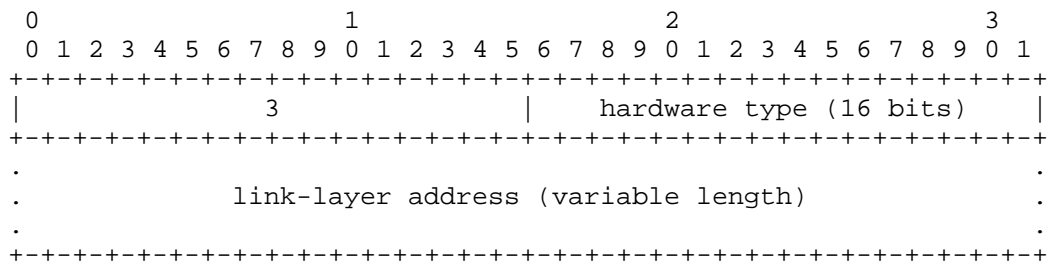 0                   1                   2                   3
 0 1 2 3 4 5 6 7 8 9 0 1 2 3 4 5 6 7 8 9 0 1 2 3 4 5 6 7 8 9 0 1
+-+-+-+-+-+-+-+-+-+-+-+-+-+-+-+-+-+-+-+-+-+-+-+-+-+-+-+-+-+-+-+-+
|               3               |    hardware type (16 bits)    |
+-+-+-+-+-+-+-+-+-+-+-+-+-+-+-+-+-+-+-+-+-+-+-+-+-+-+-+-+-+-+-+-+
.                                                               .
.             link-layer address (variable length)              .
.                                                               .
+-+-+-+-+-+-+-+-+-+-+-+-+-+-+-+-+-+-+-+-+-+-+-+-+-+-+-+-+-+-+-+-+